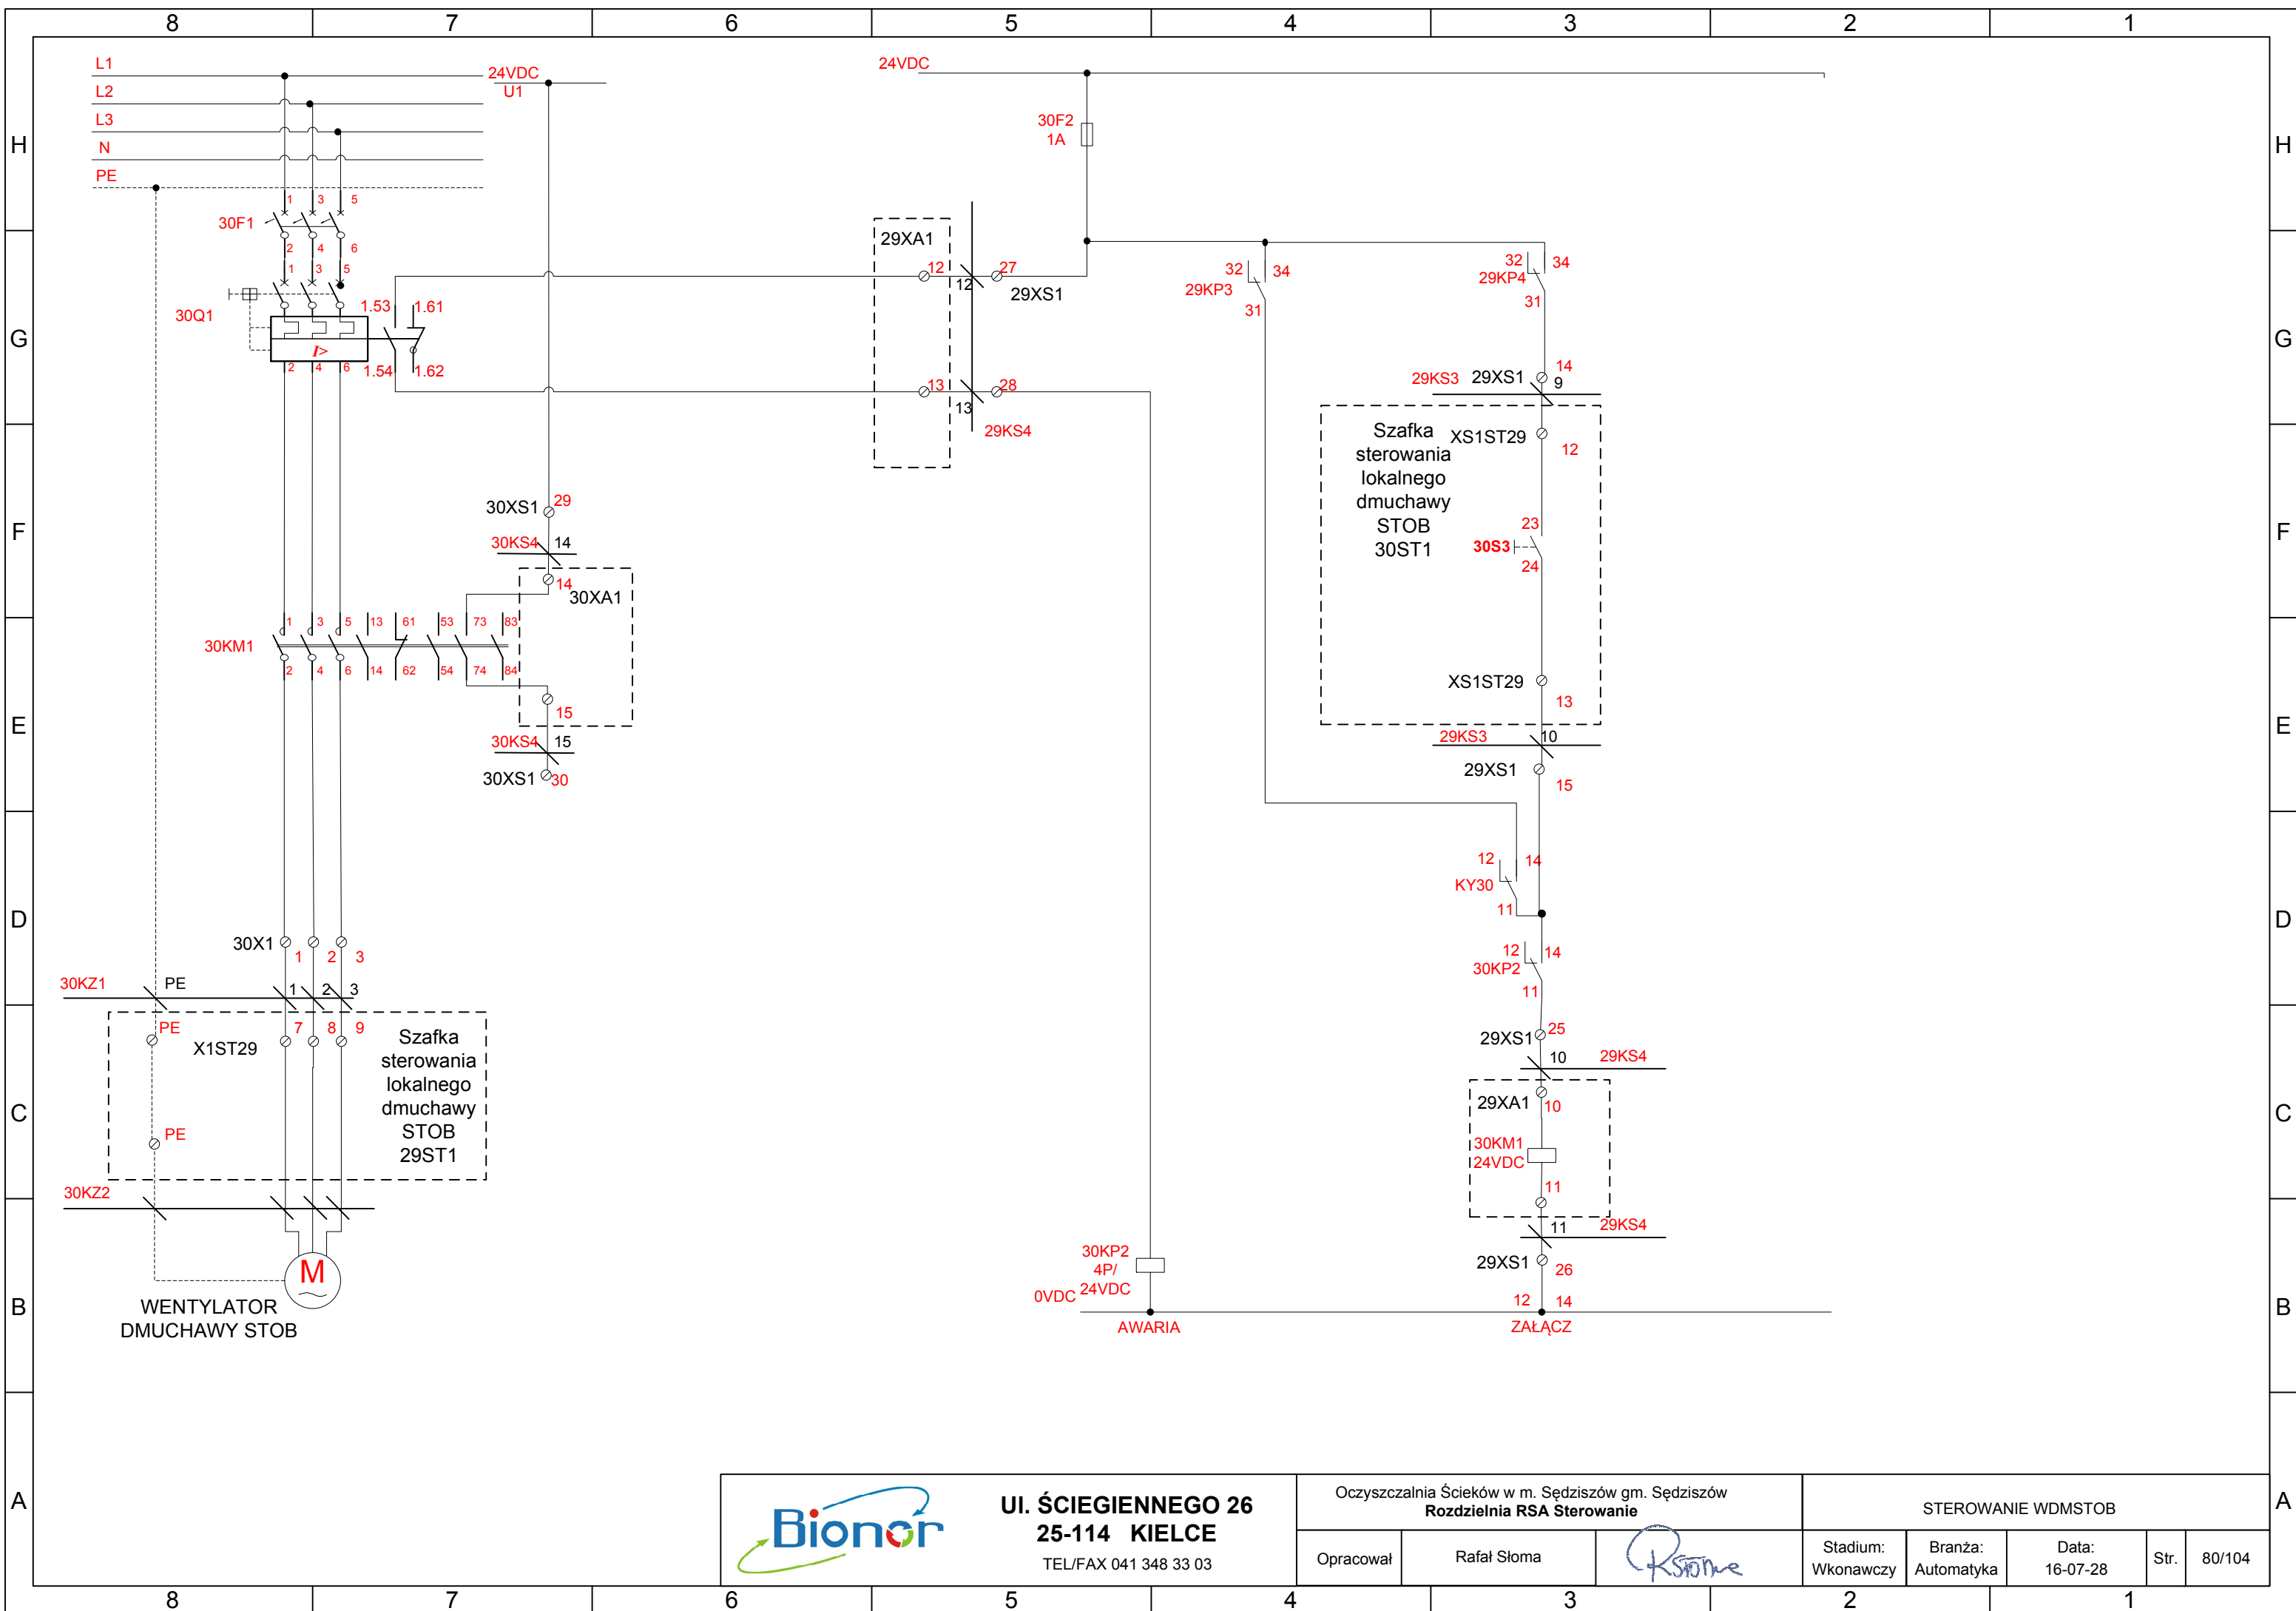 8 7 6 5 4 3 2 1
H
G
F
E
D
C
B
A
L1
L2
L3
N
PE
24VDC
U1
30F1
1 3 5
2 4 6
1 3 5
30Q1
I>
2 4 6
1.53 1.61
1.54 1.62
30XS1 29
30KS4 14
14
30XA1
30KM1
1 3 5 13 61 53 73 83
2 4 6 14 62 54 74 84
15
30KS4 15
30XS1 30
30X1
1 2 3
30KZ1 PE 1 2 3
PE 7 8 9
X1ST29
Szafka
sterowania
lokalnego
dmuchawy
STOB
29ST1
PE
30KZ2
M
WENTYLATOR
DMUCHAWY STOB
24VDC
30F2
1A
29XA1
12 12 27
29XS1
13 13 28
29KS4
32 34
29KP3
31
32 34
29KP4
31
14
29KS3 29XS1 9
Szafka
sterowania
lokalnego
dmuchawy
STOB
30ST1
XS1ST29
12
23
30S3
24
XS1ST29
13
29KS3 10
29XS1
15
12 14
KY30
11
12 14
30KP2
11
29XS1 25
10 29KS4
29XA1 10
30KM1
24VDC
11
11 29KS4
29XS1 26
30KP2
4P/
24VDC
0VDC
12 14
AWARIA
ZAŁĄCZ
Bionor
Ul. ŚCIEGIENNEGO 26
25-114 KIELCE
TEL/FAX 041 348 33 03
Oczyszczalnia Ścieków w m. Sędziszów gm. Sędziszów
Rozdzielnia RSA Sterowanie
Opracował
Rafał Słoma
STEROWANIE WDMSTOB
Stadium:
Wkonawczy
Branża:
Automatyka
Data:
16-07-28
Str.
80/104
H
G
F
E
D
C
B
A
8 7 6 5 4 3 2 1